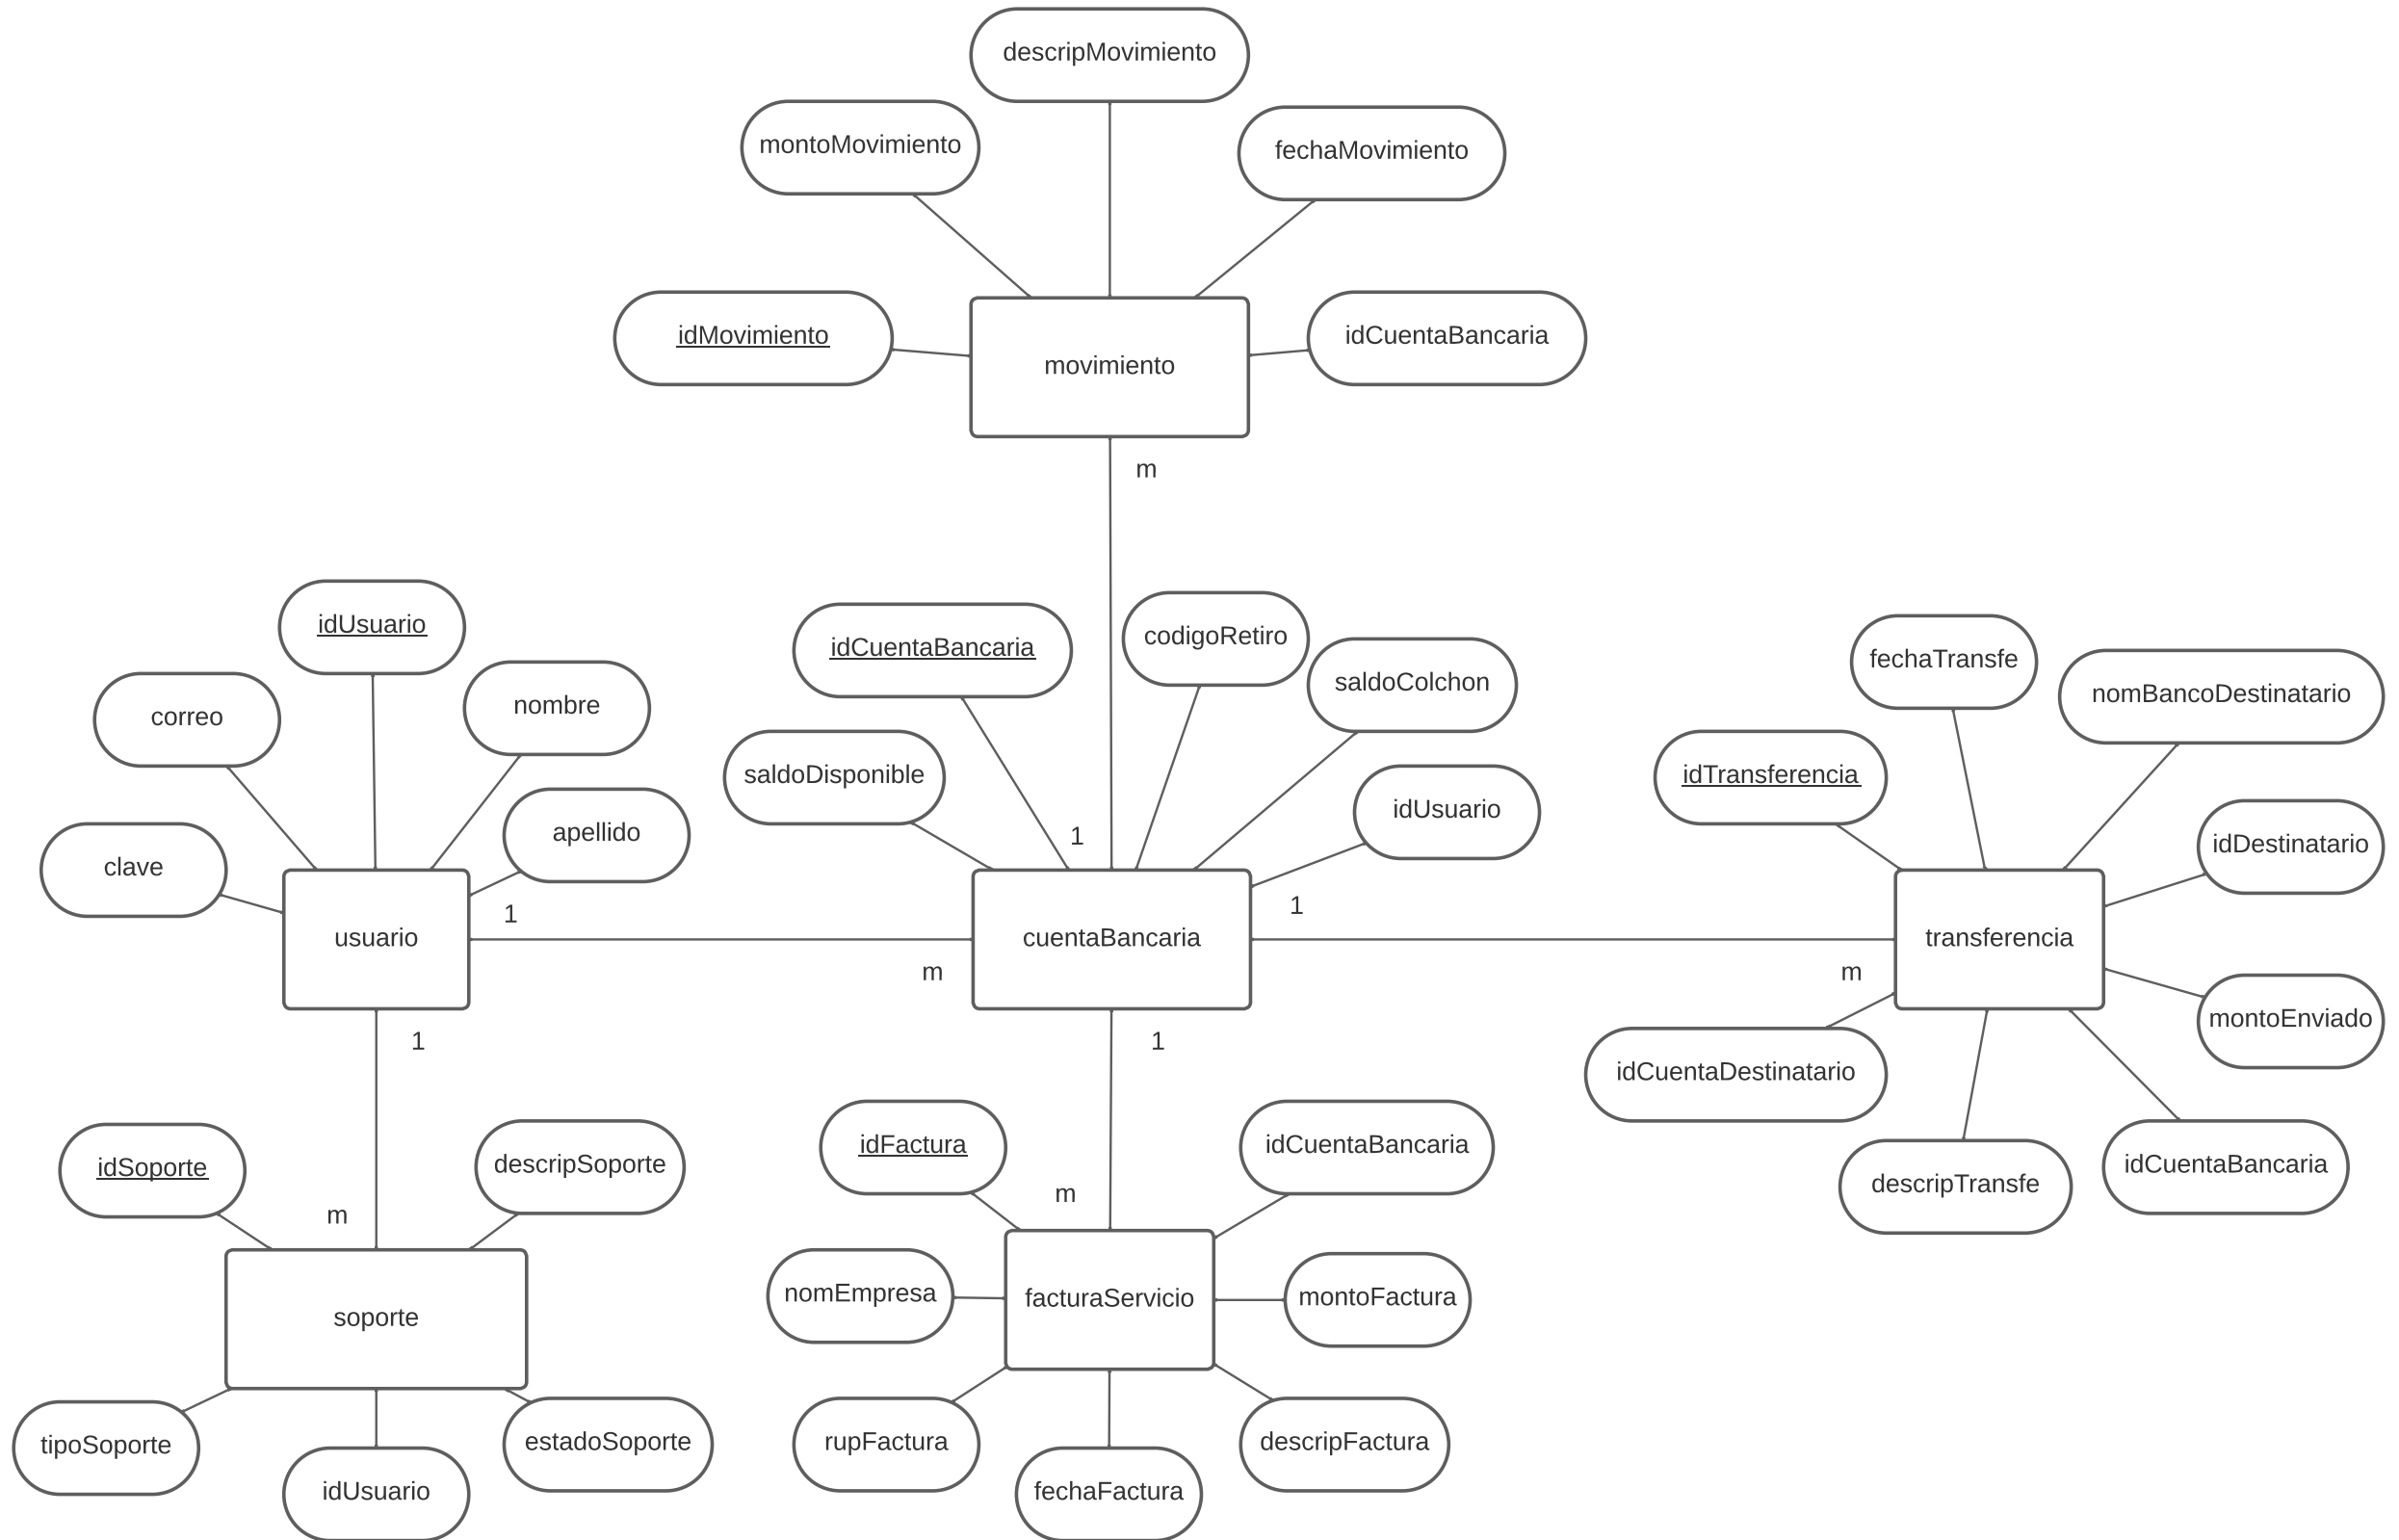 descripMovimiento
montoMovimiento
fechaMovimiento
idMovimiento
idCuentaBancaria
movimiento
m
idUsuario
nombre
correo
apellido
clave
usuario
1
1
idCuentaBancaria
codigoRetiro
saldoColchon
saldoDisponible
idUsuario
1
1
cuentaBancaria
m
1
fechaTransfe
nomBancoDestinatario
idTransferencia
idDestinatario
transferencia
m
montoEnviado
idCuentaDestinatario
idCuentaBancaria
descripTransfe
idSoporte
descripSoporte
m
soporte
tipoSoporte
estadoSoporte
idUsuario
idFactura
idCuentaBancaria
m
nomEmpresa
facturaServicio
montoFactura
rupFactura
descripFactura
fechaFactura